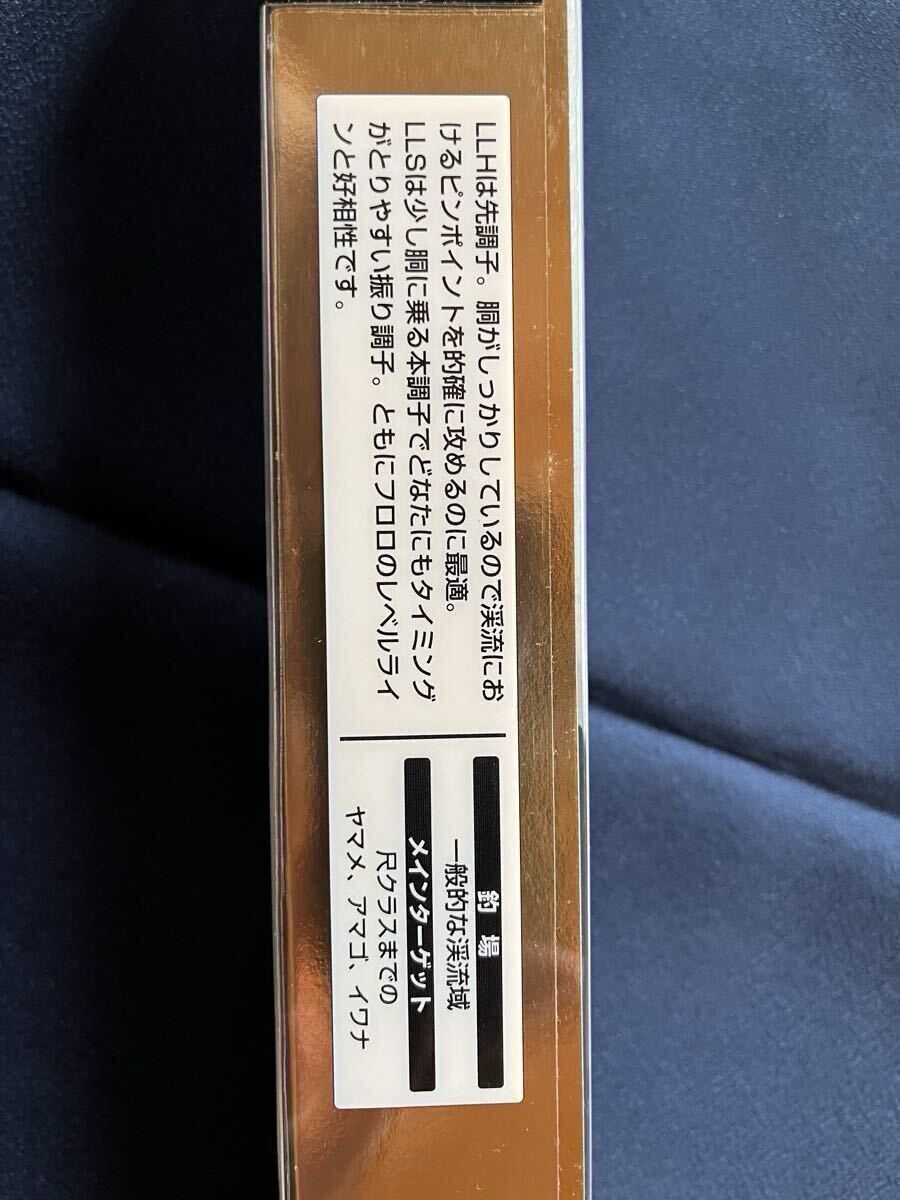 LLHは先調子。胴がしっかりしているので渓流にお
けるピンポイントを的確に攻めるのに最適。
LLSは少し胴に乗る本調子でどなたにもタイミング
がとりやすい振り調子。ともにフロロのレベルライ
ンと好相性です。
釣場
一般的な渓流域
メインターゲット
尺クラスまでの
ヤマメ、アマゴ、イワナ